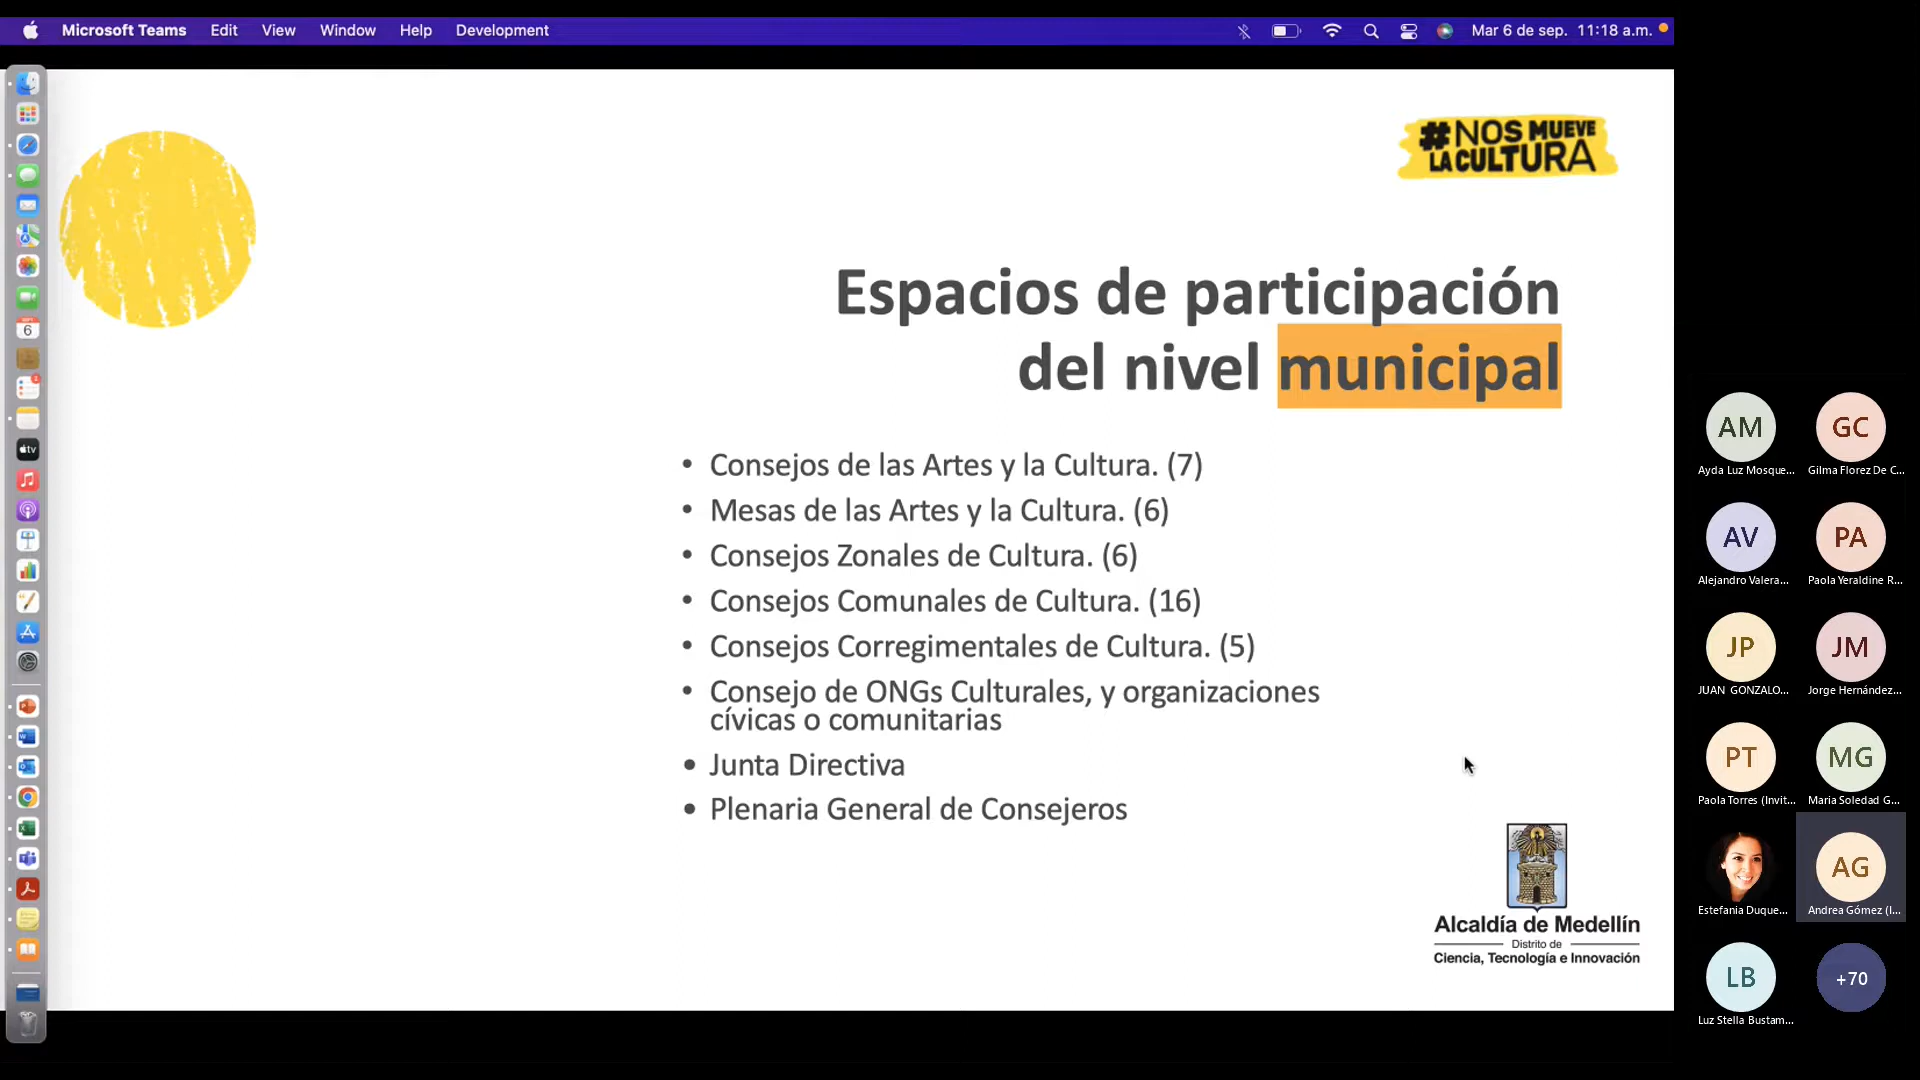 Microsoft Teams Edit View Window Help Development
Mar 6 de sep. 11:18 a.m.
#NOS MUEVE
LA CULTURA
Espacios de participación
del nivel municipal
• Consejos de las Artes y la Cultura. (7)
• Mesas de las Artes y la Cultura. (6)
• Consejos Zonales de Cultura. (6)
• Consejos Comunales de Cultura. (16)
• Consejos Corregimentales de Cultura. (5)
• Consejo de ONGs Culturales, y organizaciones
cívicas o comunitarias
• Junta Directiva
• Plenaria General de Consejeros
Alcaldía de Medellín
Distrito de
Ciencia, Tecnología e Innovación
6
tv
AM
Ayda Luz Mosque...
GC
Gilma Florez De C...
AV
Alejandro Valera...
PA
Paola Yeraldine R...
JP
JUAN GONZALO...
JM
Jorge Hernández...
PT
Paola Torres (Invit...
MG
Maria Soledad G...
Estefania Duque...
AG
Andrea Gómez (I...
LB
Luz Stella Bustam...
+70